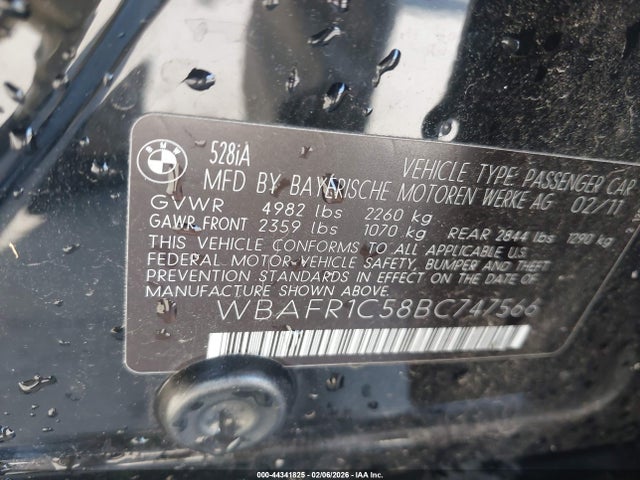 BMW
528iA
VEHICLE TYPE PASSENGER CAR
MFD BY BAYERISCHE MOTOREN WERKE AG 02/11
GVWR 4982 lbs 2260 kg
GAWR FRONT 2359 lbs 1070 kg REAR 2844 lbs 1290 kg
THIS VEHICLE CONFORMS TO ALL APPLICABLE U.S.
FEDERAL MOTOR-VEHICLE SAFETY, BUMPER AND THEFT
PREVENTION STANDARDS IN EFFECT ON THE
DATE OF MANUFACTURE SHOWN ABOVE.
WBAFR1C58BC747566
000-44341825 - 02/06/2026 - © IAA Inc.